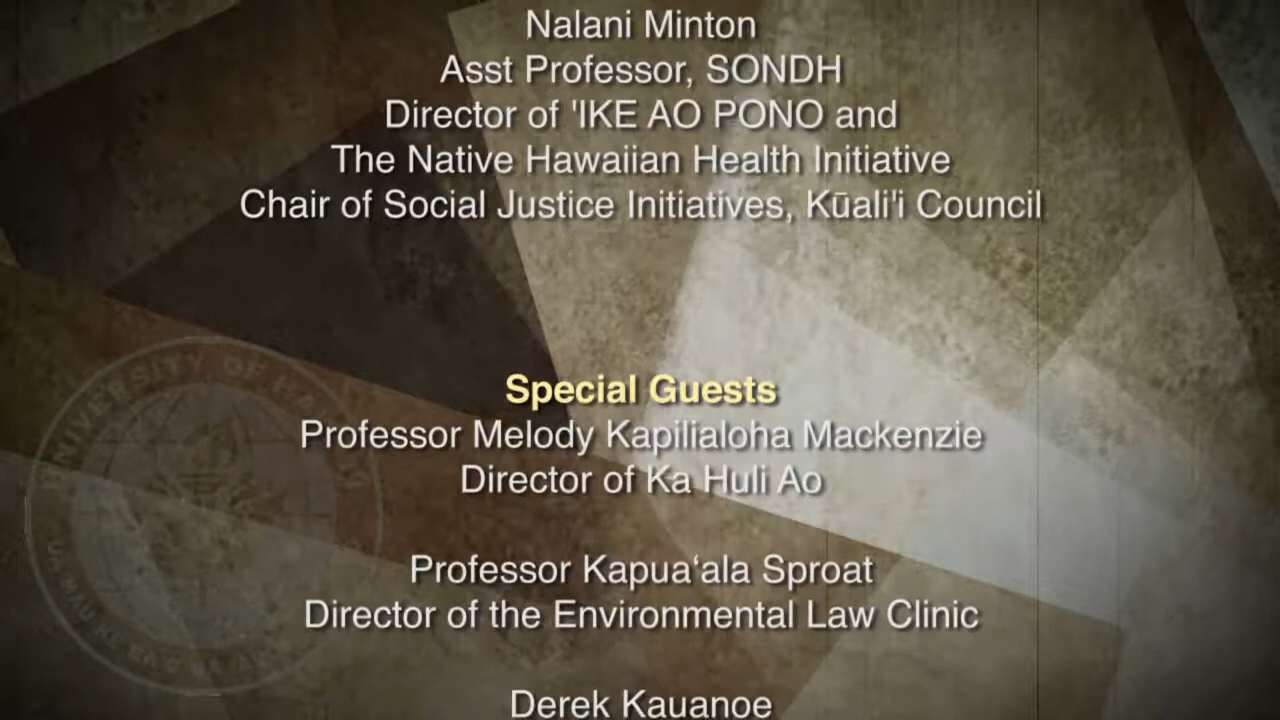 Nalani Minton
Asst Professor, SONDH
Director of 'IKE AO PONO and
The Native Hawaiian Health Initiative
Chair of Social Justice Initiatives, Kūali'i Council
Special Guests
Professor Melody Kapilialoha Mackenzie
Director of Ka Huli Ao
Professor Kapua‘ala Sproat
Director of the Environmental Law Clinic
Derek Kauanoe
UNIVERSITY OF